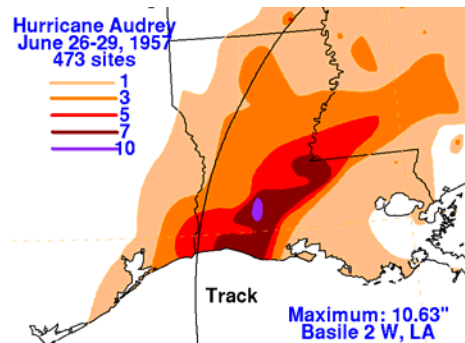 Hurricane Audrey
June 26-29, 1957
473 sites
1
3
5
7
10
Track
Maximum: 10.63"
Basile 2 W, LA